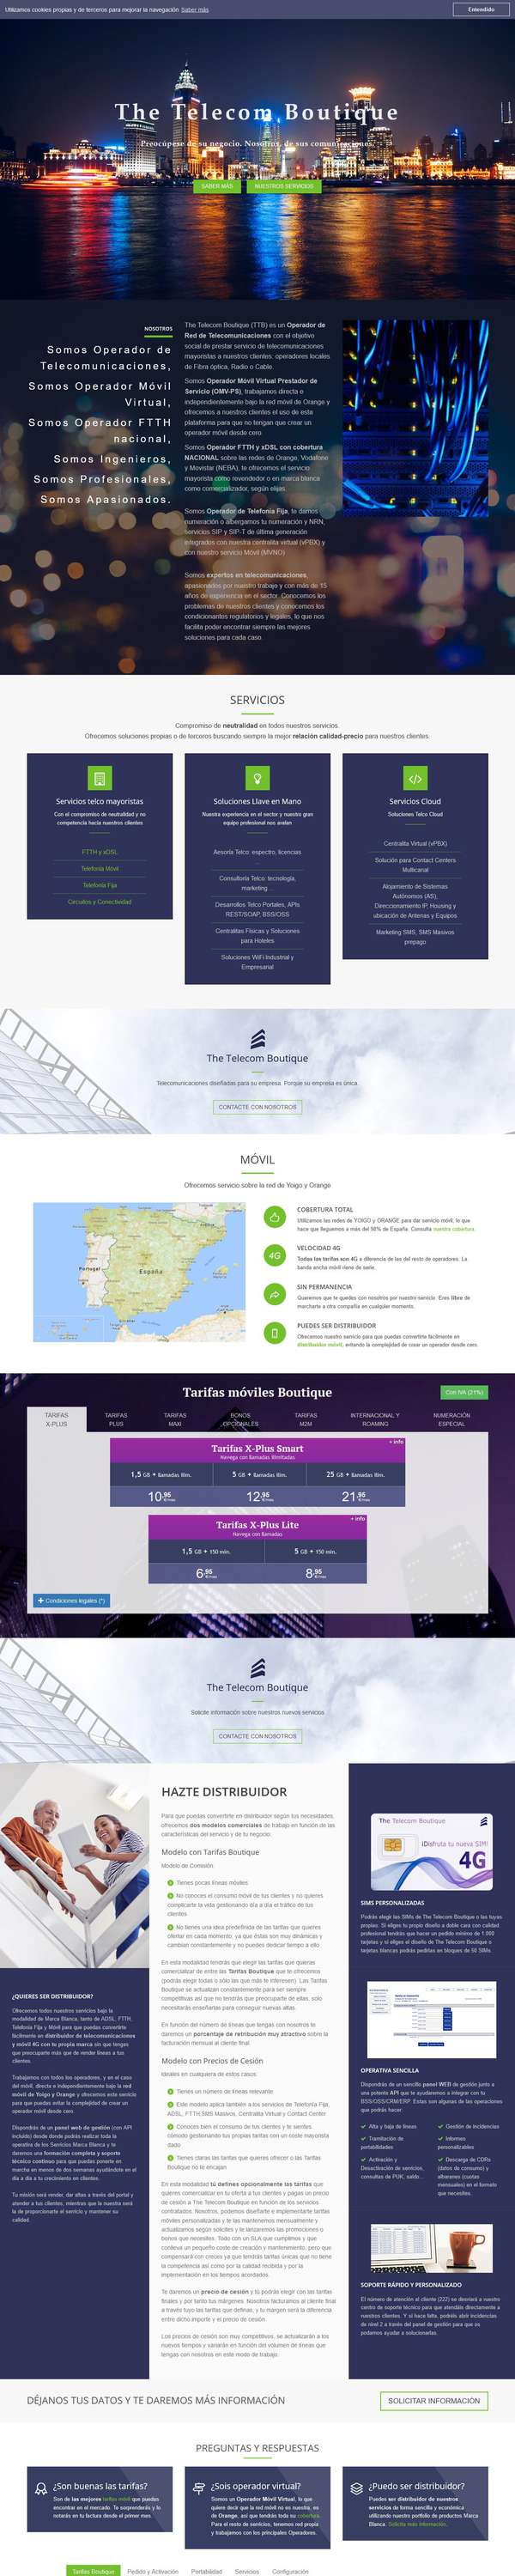 Utilizamos cookies propias y de terceros para mejorar la navegación Saber más
Entendido
The Telecom Boutique
Preocúpese de su negocio. Nosotros, de sus comunicaciones.
SABER MÁS
NUESTROS SERVICIOS
NOSOTROS
Somos Operador de
Telecomunicaciones,
Somos Operador Móvil
Virtual,
Somos Operador FTTH
nacional,
Somos Ingenieros,
Somos Profesionales,
Somos Apasionados.
The Telecom Boutique (TTB) es un Operador de
Red de Telecomunicaciones con el objetivo
social de prestar servicio de telecomunicaciones
mayoristas a nuestros clientes: operadores locales
de Fibra óptica, Radio o Cable.
Somos Operador Móvil Virtual Prestador de
Servicio (OMV-PS), trabajamos directa e
independientemente bajo la red móvil de Orange y
ofrecemos a nuestros clientes el uso de esta
plataforma para que no tengan que crear un
operador móvil desde cero.
Somos Operador FTTH y xDSL con cobertura
NACIONAL sobre las redes de Orange, Vodafone
y Movistar (NEBA), te ofrecemos el servicio
mayorista como revendedor o en marca blanca
como comercializador, según elijas.
Somos Operador de Telefonía Fija, te damos
numeración o albergamos tu numeración y NRN,
servicios SIP y SIP-T de última generación
integrados con nuestra centralita virtual (vPBX) y
con nuestro servicio Móvil (MVNO)
Somos expertos en telecomunicaciones,
apasionados por nuestro trabajo y con más de 15
años de experiencia en el sector. Conocemos los
problemas de nuestros clientes y conocemos los
condicionantes regulatorios y legales, lo que nos
facilita poder encontrar siempre las mejores
soluciones para cada caso.
SERVICIOS
Compromiso de neutralidad en todos nuestros servicios.
Ofrecemos soluciones propias o de terceros buscando siempre la mejor relación calidad-precio para nuestros clientes.
Servicios telco mayoristas
Con el compromiso de neutralidad y no
competencia hacia nuestros clientes
FTTH y xDSL
Telefonía Móvil
Telefonía Fija
Circuitos y Conectividad
Soluciones Llave en Mano
Nuestra experiencia en el sector y nuestro gran
equipo profesional nos avalan
Aesoría Telco: espectro, licencias
...
Consultoría Telco: tecnología,
marketing ...
Desarrollos Telco Portales, APIs
REST/SOAP, BSS/OSS
Centralitas Físicas y Soluciones
para Hoteles
Soluciones WiFi Industrial y
Empresarial
Servicios Cloud
Soluciones Telco Cloud
Centralita Virtual (vPBX)
Solución para Contact Centers
Multicanal
Alojamiento de Sistemas
Autónomos (AS),
Direccionamiento IP, Housing y
ubicación de Antenas y Equipos
Marketing SMS, SMS Masivos
prepago
The Telecom Boutique
Telecomunicaciones diseñadas para su empresa. Porque su empresa es única.
CONTACTE CON NOSOTROS
MÓVIL
Ofrecemos servicio sobre la red de Yoigo y Orange
Portugal
España
COBERTURA TOTAL
Utilizamos las redes de YOIGO y ORANGE para dar servicio móvil, lo que
hace que lleguemos a más del 98% de España. Consulta nuestra cobertura.
4G
VELOCIDAD 4G
Todas las tarifas son 4G a diferencia de las del resto de operadores. La
banda ancha móvil viene de serie.
SIN PERMANENCIA
Queremos que te quedes con nosotros por nuestro servicio. Eres libre de
marcharte a otra compañía en cualquier momento.
PUEDES SER DISTRIBUIDOR
Ofrecemos nuestro servicio para que puedas convertirte fácilmente en
distribuidor móvil, evitando la complejidad de crear un operador desde cero.
Tarifas móviles Boutique
Con IVA (21%)
TARIFAS
X-PLUS
TARIFAS
PLUS
TARIFAS
MAXI
BONOS
OPCIONALES
TARIFAS
M2M
INTERNACIONAL Y
ROAMING
NUMERACIÓN
ESPECIAL
+ info
Tarifas X-Plus Smart
Navega con llamadas ilimitadas
1,5 GB + llamadas ilim.
5 GB + llamadas ilim.
25 GB + llamadas ilim.
10,95 €/mes
12,95 €/mes
21,95 €/mes
+ info
Tarifas X-Plus Lite
Navega con llamadas
1,5 GB + 150 min.
5 GB + 150 min.
6,95 €/mes
8,95 €/mes
+ Condiciones legales (*)
The Telecom Boutique
Solicite información sobre nuestros nuevos servicios
CONTACTE CON NOSOTROS
¿QUIERES SER DISTRIBUIDOR?
Ofrecemos todos nuestros servicios bajo la
modalidad de Marca Blanca, tanto de ADSL, FTTH,
Telefonía Fija y Móvil para que puedas convertirte
fácilmente en distribuidor de telecomunicaciones
y móvil 4G con tu propia marca sin que tengas
que preocuparte más que de vender líneas a tus
clientes.
Trabajamos con todos los operadores, y en el caso
del móvil, directa e independientemente bajo la red
móvil de Yoigo y Orange y ofrecemos este servicio
para que puedas evitar la complejidad de crear un
operador móvil desde cero.
Dispondrás de un panel web de gestión (con API
incluido) desde donde podrás realizar toda la
operativa de los Servicios Marca Blanca y te
daremos una formación completa y soporte
técnico continuo para que puedas ponerte en
marcha en menos de dos semanas ayudándote en el
día a día a tu crecimiento en clientes.
Tu misión será vender, dar altas a través del portal y
atender a tus clientes, mientras que la nuestra será
la de proporcionarte el servicio y mantener su
calidad.
HAZTE DISTRIBUIDOR
Para que puedas convertirte en distribuidor según tus necesidades,
ofrecemos dos modelos comerciales de trabajo en función de las
características del servicio y de tu negocio:
Modelo con Tarifas Boutique
Modelo de Comisión.
Tienes pocas líneas móviles
No conoces el consumo móvil de tus clientes y no quieres
complicarte la vida gestionando día a día el tráfico de tus
clientes
No tienes una idea predefinida de las tarifas que quieres
ofertar en cada momento, ya que éstas son muy dinámicas y
cambian constantemente y no puedes dedicar tiempo a ello
En esta modalidad tendrás que elegir las tarifas que quieras
comercializar de entre las Tarifas Boutique que te ofrecemos
(podrás elegir todas o sólo las que más te interesen). Las Tarifas
Boutique se actualizan constantemente para ser siempre
competitivas así que no tendrás que preocuparte de ellas, solo
necesitarás enseñarlas para conseguir nuevas altas.
En función del número de líneas que tengas con nosotros te
daremos un porcentaje de retribución muy atractivo sobre la
facturación mensual al cliente final.
Modelo con Precios de Cesión
Ideales en cualquiera de estos casos:
Tienes un número de líneas relevante
Este modelo aplica también a los servicios de Telefonía Fija,
ADSL, FTTH,SMS Masivos, Centralita Virtual y Contact Center
Conoces bien el consumo de tus clientes y te sientes
cómodo gestionando tus propias tarifas con un coste mayorista
dado
Tienes claras las tarifas que quieres ofrecer o las Tarifas
Boutique no te encajan
En esta modalidad tú defines opcionalmente las tarifas que
quieres comercializar en tu oferta a tus clientes y pagas un precio
de cesión a The Telecom Boutique en función de los servicios
contratados. Nosotros, podemos diseñarte e implementarte tarifas
móviles personalizadas y te las mantenemos mensualmente y
actualizamos según solicites y te lanzaremos las promociones o
bonos que necesites. Todo con un SLA que cumplimos y que
conlleva un pequeño coste de creación y mantenimiento, pero que
compensará con creces ya que tendrás tarifas únicas que no tiene
la competencia así como por la calidad recibida y por la
implementación en los tiempos acordados.
Te daremos un precio de cesión y tú podrás elegir con las tarifas
finales y por tanto tus márgenes. Nosotros facturamos al cliente final
a través tuyo las tarifas que definas, y tu margen será la diferencia
entre dicho importe y el precio de cesión.
Los precios de cesión son muy competitivos, se actualizarán a los
nuevos tiempos y variarán en función del volumen de líneas que
tengas con nosotros en este modo de trabajo.
The Telecom Boutique
¡Disfruta tu nueva SIM!
4G
SIMS PERSONALIZADAS
Podrás elegir las SIMs de The Telecom Boutique o las tuyas
propias. Si eliges tu propio diseño a doble cara con calidad
profesional tendrás que hacer un pedido mínimo de 1.000
tarjetas y si eliges el diseño de The Telecom Boutique o
tarjetas blancas podrás pedirlas en bloques de 50 SIMs.
OPERATIVA SENCILLA
Dispondrás de un sencillo panel WEB de gestión junto a
una potente API que te ayudaremos a integrar con tu
BSS/OSS/CRM/ERP. Estas son algunas de las operaciones
que podrás hacer:
Alta y baja de líneas
Tramitación de
portabilidades
Activación y
Desactivación de servicios,
consultas de PUK, saldo...
Gestión de Incidencias
Informes
personalizables
Descarga de CDRs
(datos de consumo) y
albaranes (cuotas
mensuales) en el formato
que necesites.
SOPORTE RÁPIDO Y PERSONALIZADO
El número de atención al cliente (222) se desviará a nuestro
centro de soporte técnico para que atendáis directamente a
nuestros clientes. Y si hace falta, podréis abrir incidencias
de nivel 2 a través del panel de gestión para que os
podamos ayudar a solucionarlas.
DÉJANOS TUS DATOS Y TE DAREMOS MÁS INFORMACIÓN
SOLICITAR INFORMACIÓN
PREGUNTAS Y RESPUESTAS
¿Son buenas las tarifas?
Son de las mejores tarifas móvil que puedas
encontrar en el mercado. Te sorprenderás y lo
notarás en tu factura desde el primer mes.
¿Sois operador virtual?
Somos un Operador Móvil Virtual, lo que
quiere decir que la red móvil no es nuestra, es
de Orange, así que tendrás toda su cobertura.
Para el resto de servicios, tenemos red propia
y trabajamos con los principales Operadores.
¿Puedo ser distribuidor?
Puedes ser distribuidor de nuestros
servicios de forma sencilla y económica
utilizando nuestro portfolio de productos Marca
Blanca. Solicita más información.
Tarifas Boutique
Pedido y Activación
Portabilidad
Servicios
Configuración